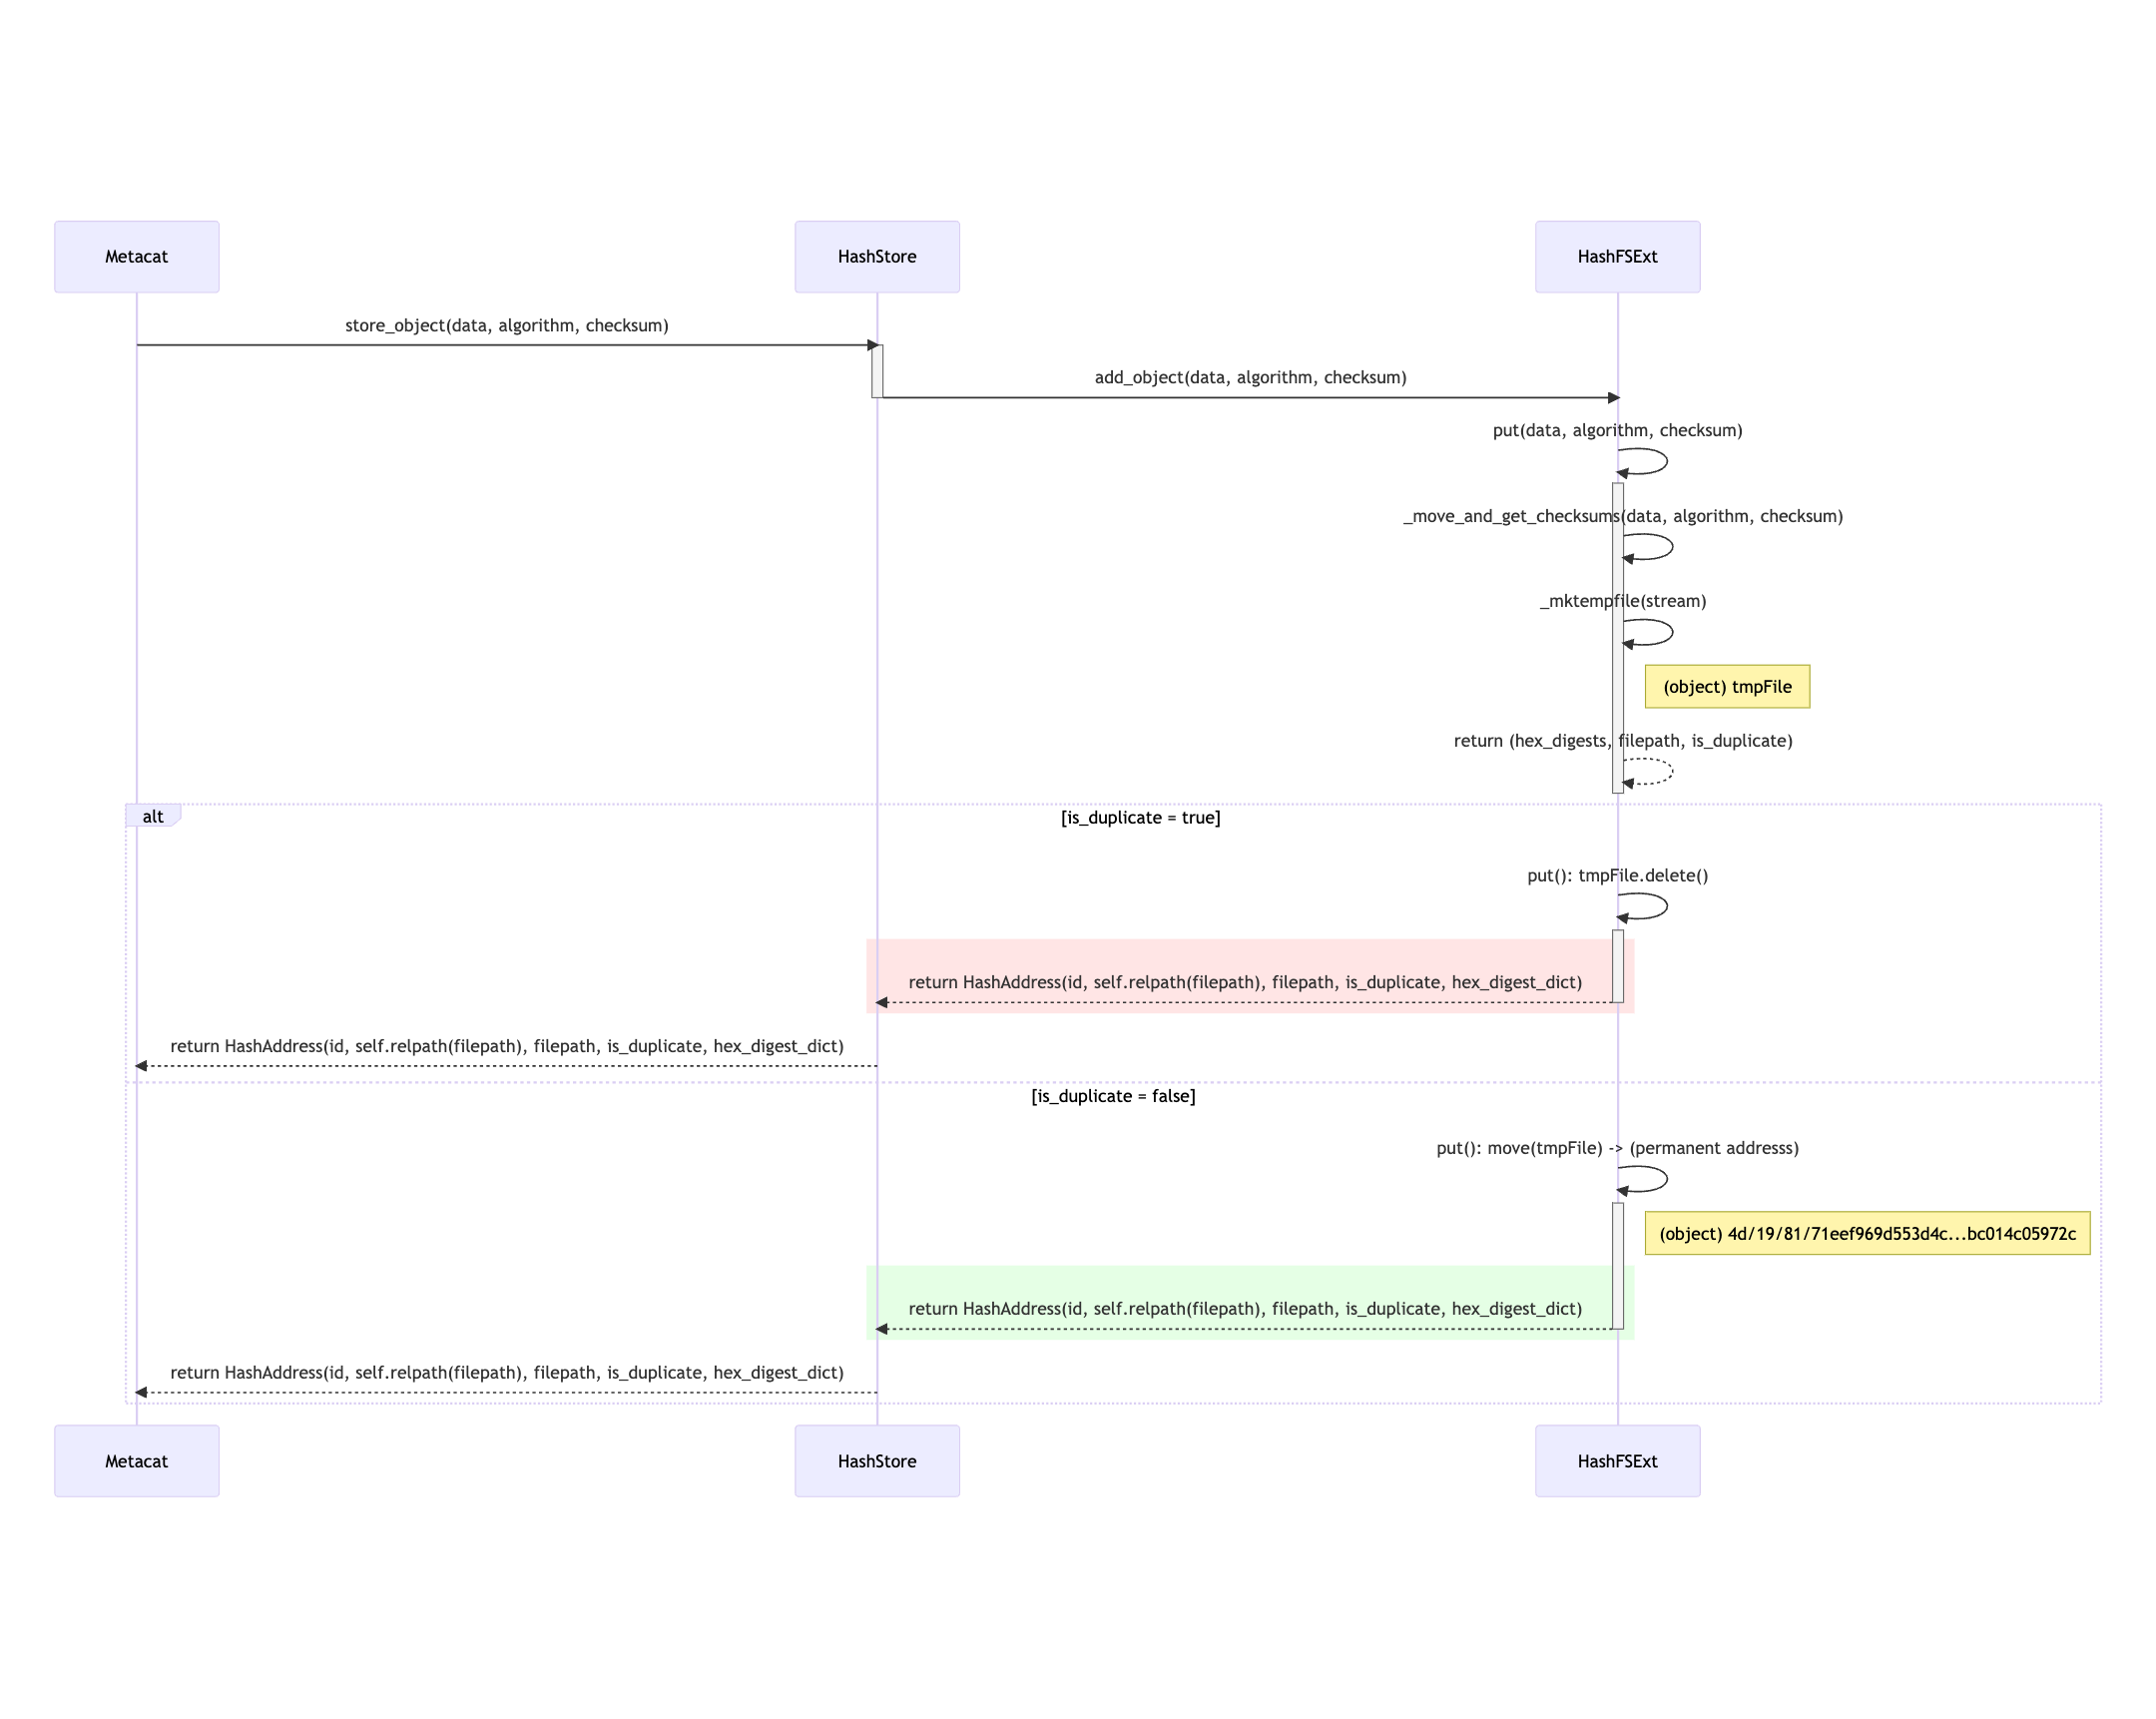 Metacat
HashStore
HashFSExt
store_object(data, algorithm, checksum)
add_object(data, algorithm, checksum)
put(data, algorithm, checksum)
_move_and_get_checksums(data, algorithm, checksum)
_mktempfile(stream)
(object) tmpFile
return (hex_digests, filepath, is_duplicate)
alt
[is_duplicate = true]
put(): tmpFile.delete()
return HashAddress(id, self.relpath(filepath), filepath, is_duplicate, hex_digest_dict)
return HashAddress(id, self.relpath(filepath), filepath, is_duplicate, hex_digest_dict)
[is_duplicate = false]
put(): move(tmpFile) -> (permanent addresss)
(object) 4d/19/81/71eef969d553d4c...bc014c05972c
return HashAddress(id, self.relpath(filepath), filepath, is_duplicate, hex_digest_dict)
return HashAddress(id, self.relpath(filepath), filepath, is_duplicate, hex_digest_dict)
Metacat
HashStore
HashFSExt